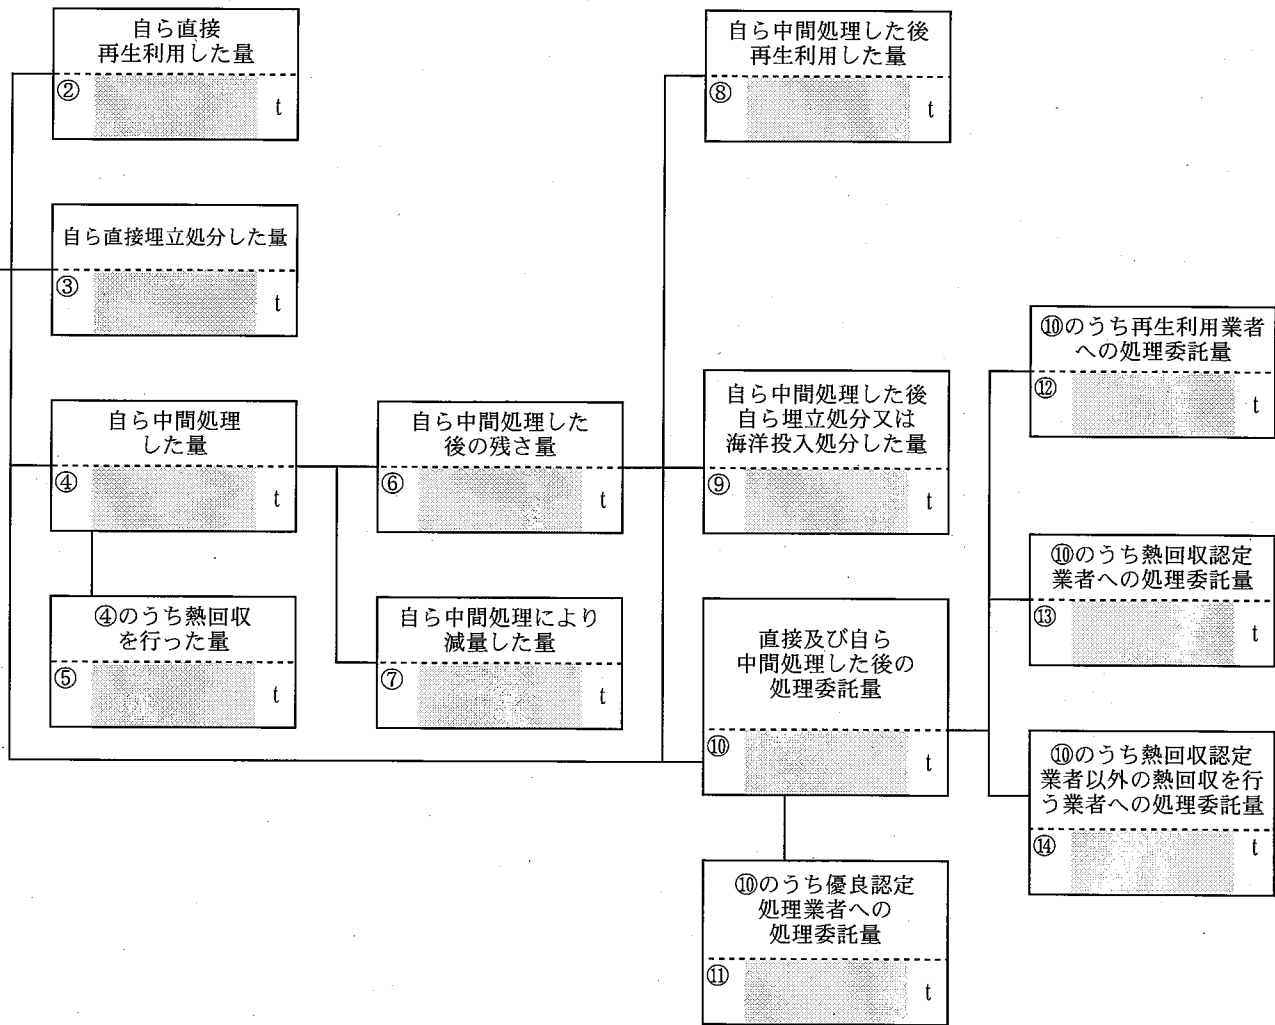 自ら直接
再生利用した量
② t
自ら直接埋立処分した量
③ t
自ら中間処理
した量
④ t
④のうち熱回収
を行った量
⑤ t
自ら中間処理した
後の残さ量
⑥ t
自ら中間処理により
減量した量
⑦ t
自ら中間処理した後
再生利用した量
⑧ t
自ら中間処理した後
自ら埋立処分又は
海洋投入処分した量
⑨ t
直接及び自ら
中間処理した後の
処理委託量
⑩ t
⑩のうち優良認定
処理業者への
処理委託量
⑪ t
⑩のうち再生利用業者
への処理委託量
⑫ t
⑩のうち熱回収認定
業者への処理委託量
⑬ t
⑩のうち熱回収認定
業者以外の熱回収を行
う業者への処理委託量
⑭ t